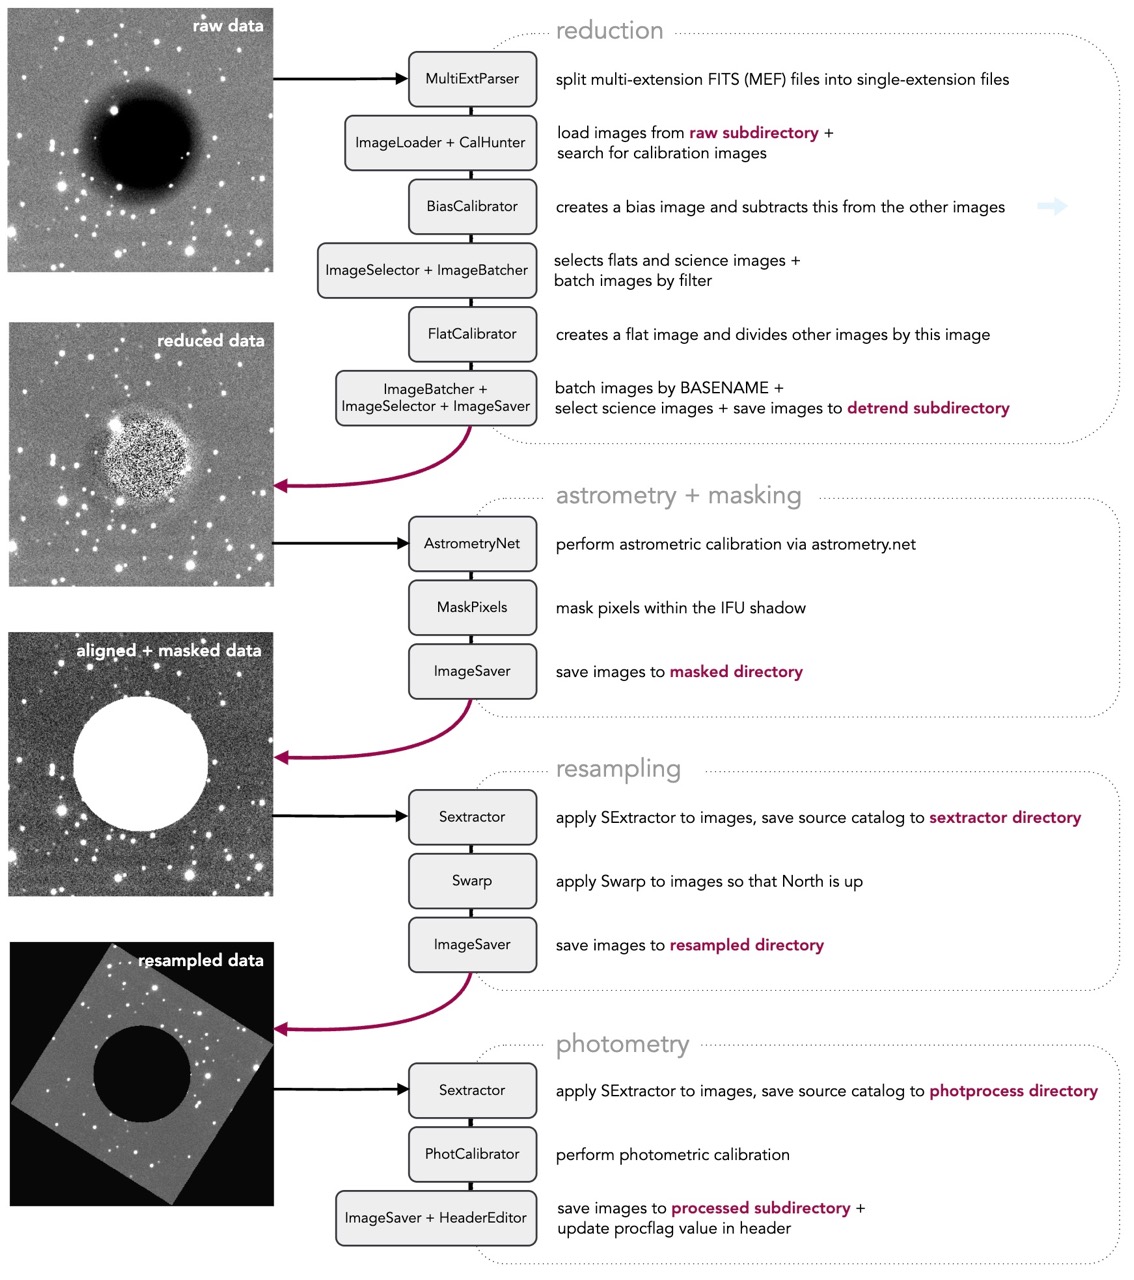 raw data
reduction
MultiExtParser
split multi-extension FITS (MEF) files into single-extension files
ImageLoader + CalHunter
load images from raw subdirectory +
search for calibration images
BiasCalibrator
creates a bias image and subtracts this from the other images
ImageSelector + ImageBatcher
selects flats and science images +
batch images by filter
FlatCalibrator
creates a flat image and divides other images by this image
ImageBatcher +
ImageSelector + ImageSaver
batch images by BASENAME +
select science images + save images to detrend subdirectory
reduced data
astrometry + masking
AstrometryNet
perform astrometric calibration via astrometry.net
MaskPixels
mask pixels within the IFU shadow
ImageSaver
save images to masked directory
aligned + masked data
resampling
Sextractor
apply SExtractor to images, save source catalog to sextractor directory
Swarp
apply Swarp to images so that North is up
ImageSaver
save images to resampled directory
resampled data
photometry
Sextractor
apply SExtractor to images, save source catalog to photprocess directory
PhotCalibrator
perform photometric calibration
ImageSaver + HeaderEditor
save images to processed subdirectory +
update procflag value in header